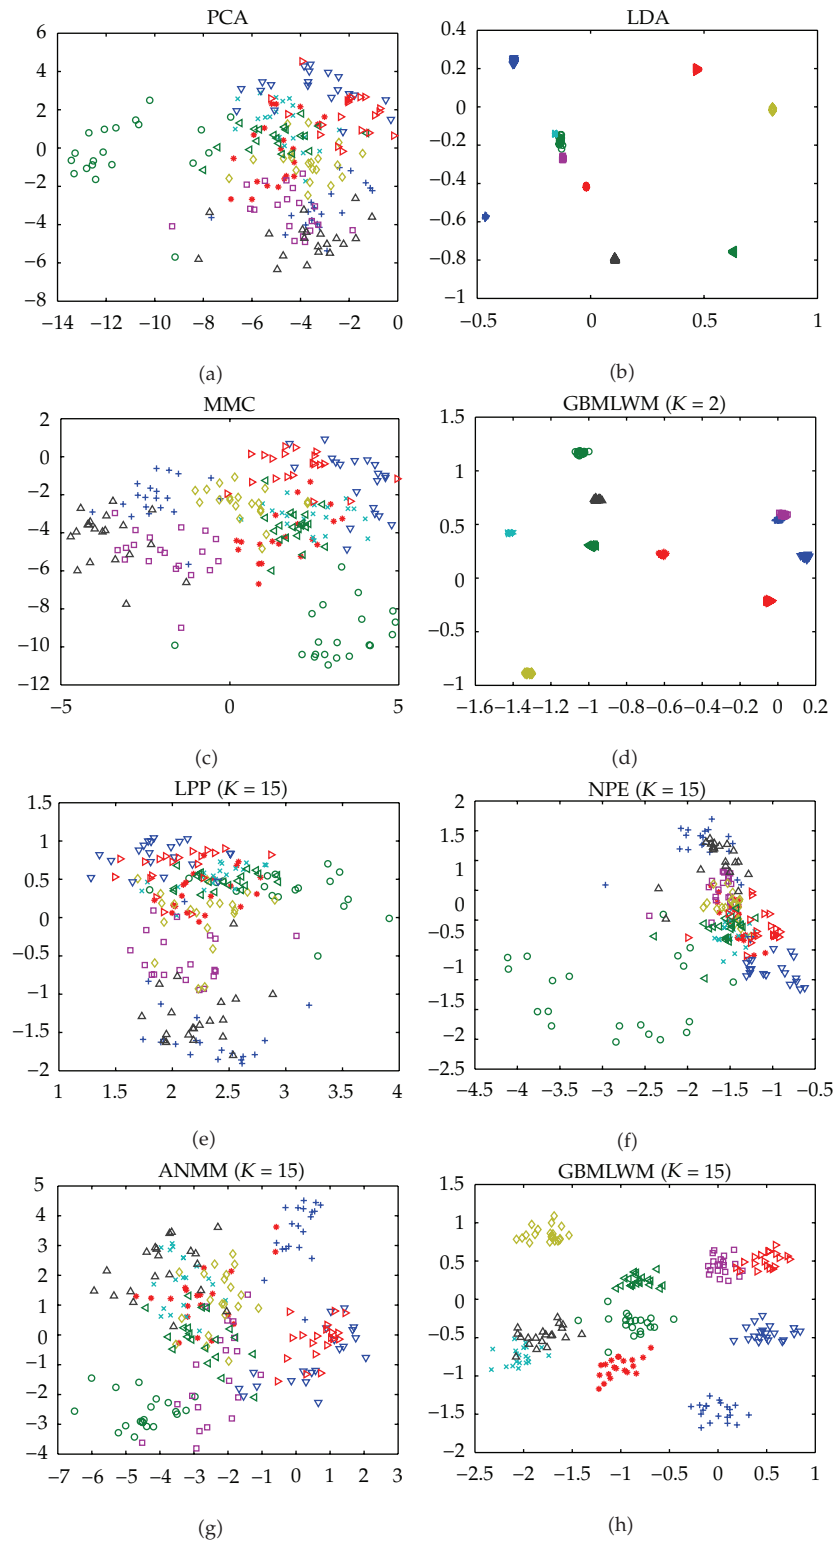 PCA
6
4
2
0
−2
−4
−6
−8
−14 −12 −10 −8 −6 −4 −2 0
(a)
LDA
0.4
0.2
0
−0.2
−0.4
−0.6
−0.8
−1
−0.5 0 0.5 1
(b)
MMC
2
0
−2
−4
−6
−8
−10
−12
−5 0 5
(c)
GBMLWM (K = 2)
1.5
1
0.5
0
−0.5
−1
−1.6 −1.4 −1.2 −1 −0.8 −0.6 −0.4 −0.2 0 0.2
(d)
LPP (K = 15)
1.5
1
0.5
0
−0.5
−1
−1.5
−2
1 1.5 2 2.5 3 3.5 4
(e)
NPE (K = 15)
2
1.5
1
0.5
0
−0.5
−1
−1.5
−2
−2.5
−4.5 −4 −3.5 −3 −2.5 −2 −1.5 −1 −0.5
(f)
ANMM (K = 15)
5
4
3
2
1
0
−1
−2
−3
−4
−7 −6 −5 −4 −3 −2 −1 0 1 2 3
(g)
GBMLWM (K = 15)
1.5
1
0.5
0
−0.5
−1
−1.5
−2
−2.5 −2 −1.5 −1 −0.5 0 0.5 1
(h)